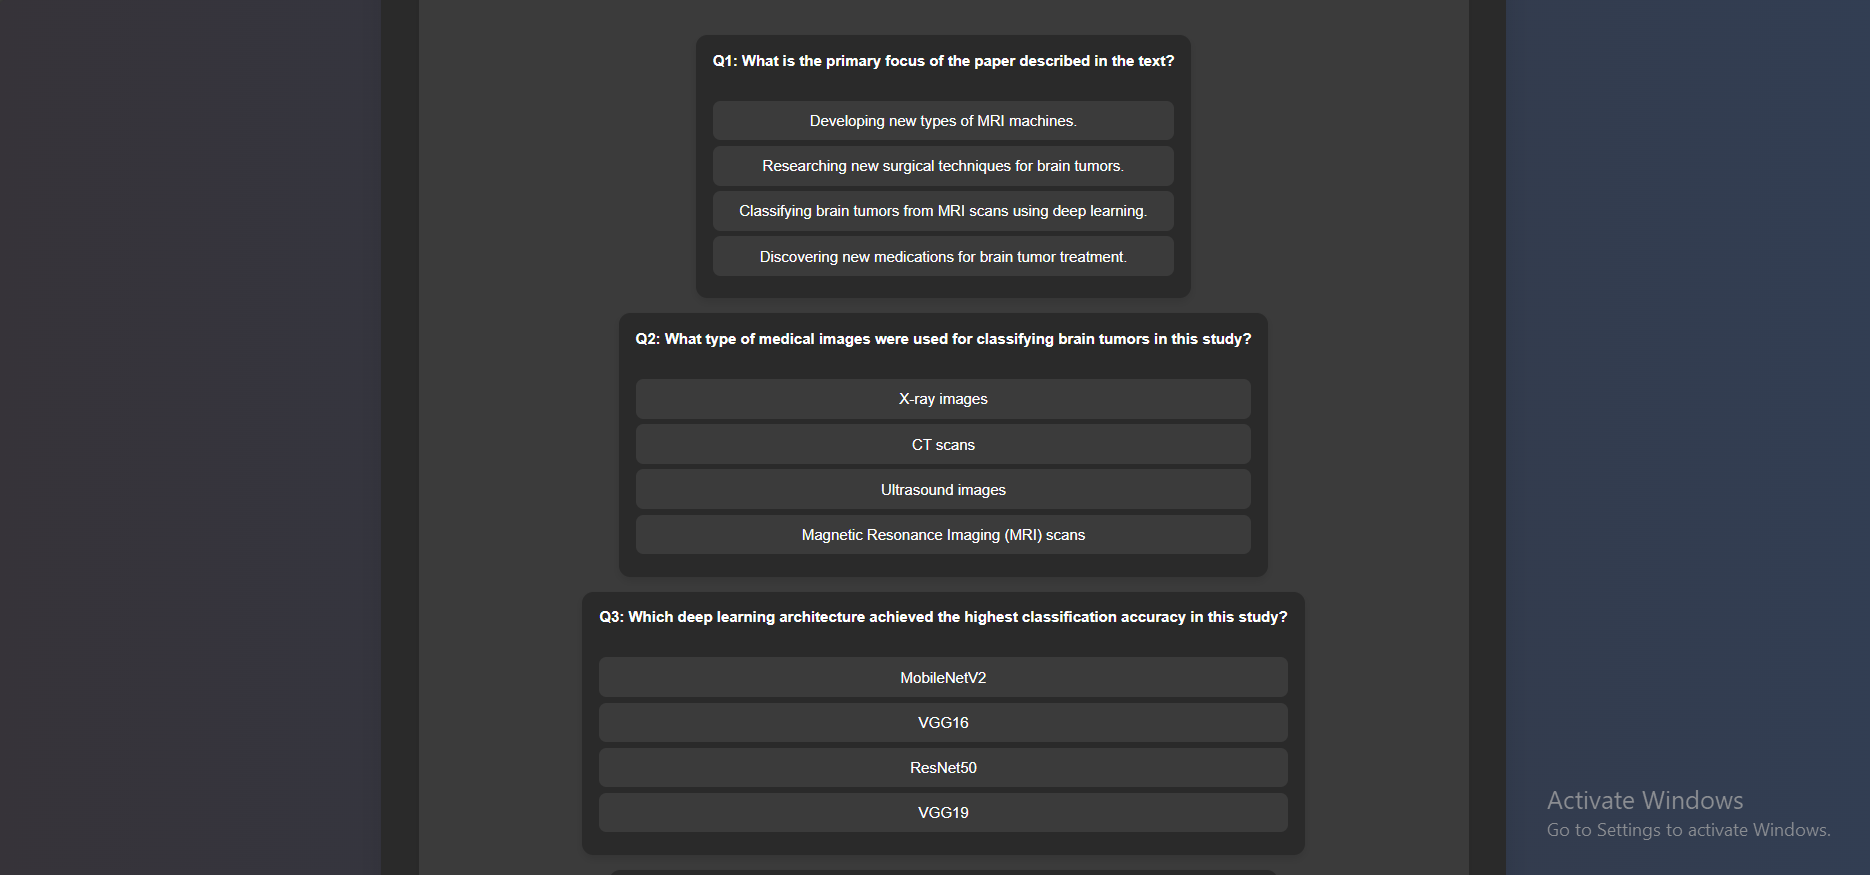 Q1: What is the primary focus of the paper described in the text?
Developing new types of MRI machines.
Researching new surgical techniques for brain tumors.
Classifying brain tumors from MRI scans using deep learning.
Discovering new medications for brain tumor treatment.
Q2: What type of medical images were used for classifying brain tumors in this study?
X-ray images
CT scans
Ultrasound images
Magnetic Resonance Imaging (MRI) scans
Q3: Which deep learning architecture achieved the highest classification accuracy in this study?
MobileNetV2
VGG16
ResNet50
VGG19
Activate Windows
Go to Settings to activate Windows.